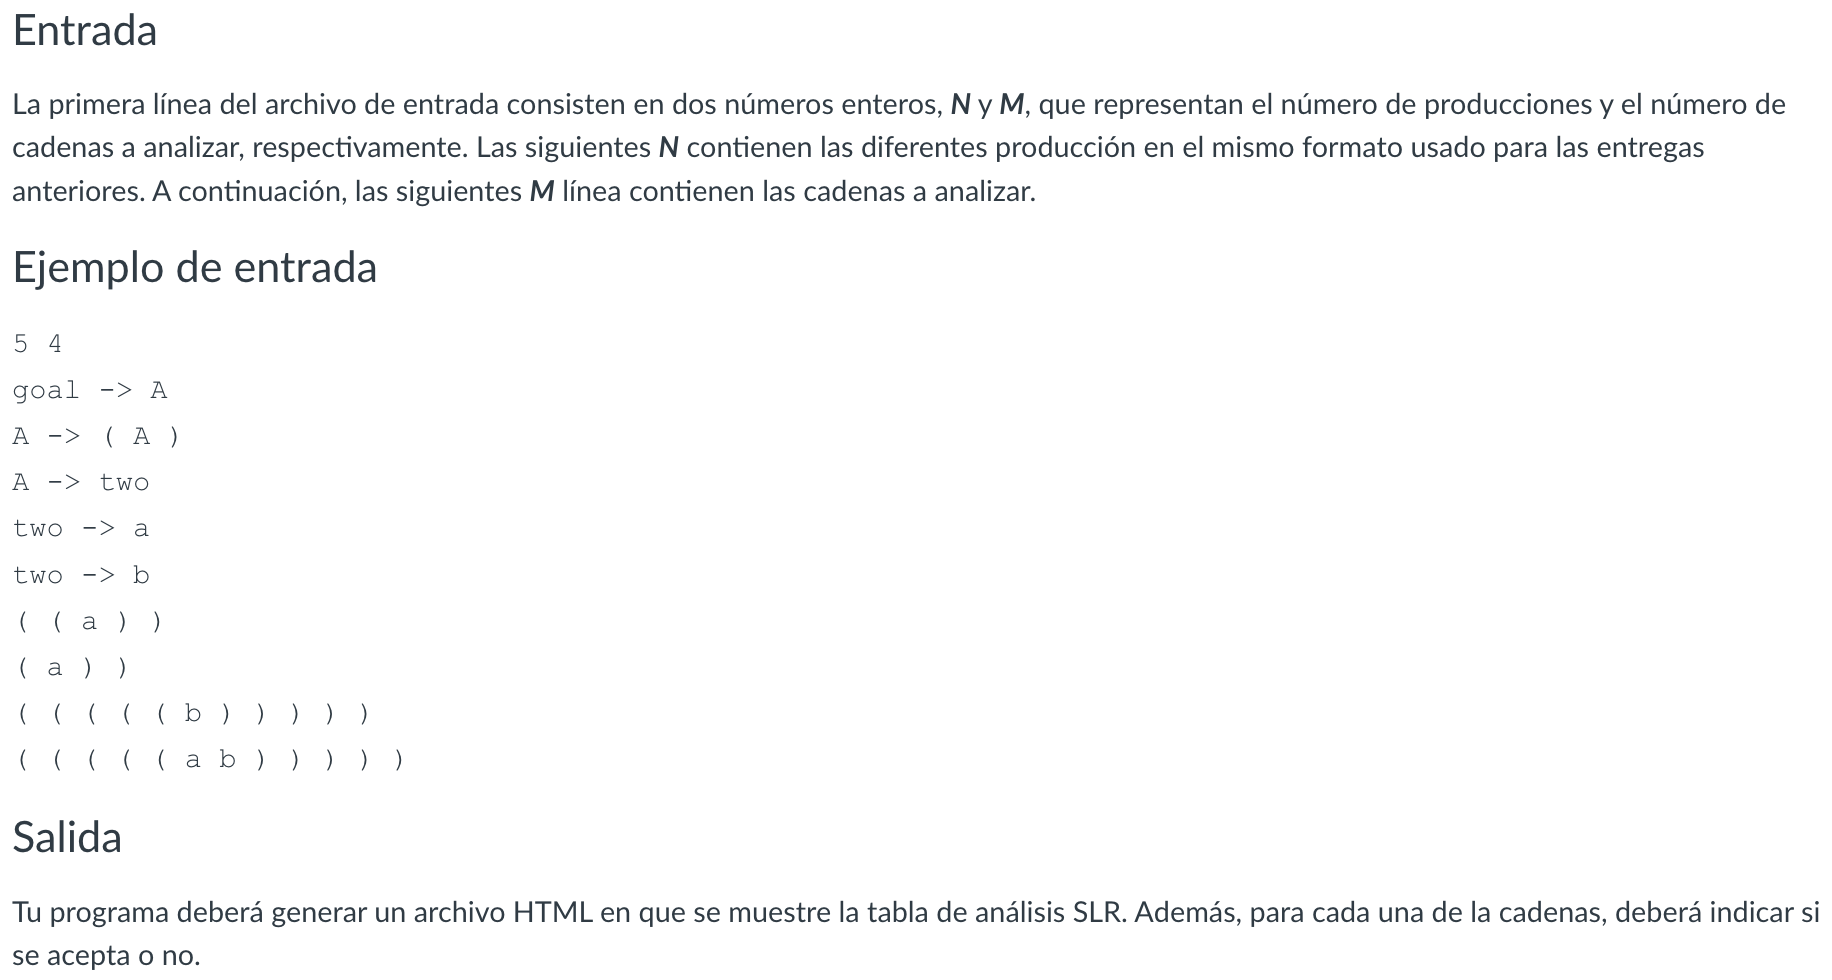 Entrada
La primera línea del archivo de entrada consisten en dos números enteros, N y M, que representan el número de producciones y el número de
cadenas a analizar, respectivamente. Las siguientes N contienen las diferentes producción en el mismo formato usado para las entregas
anteriores. A continuación, las siguientes M línea contienen las cadenas a analizar.
Ejemplo de entrada
5 4
goal -> A
A -> ( A )
A -> two
two -> a
two -> b
( ( a ) )
( a ) )
( ( ( ( ( b ) ) ) ) )
( ( ( ( ( a b ) ) ) ) )
Salida
Tu programa deberá generar un archivo HTML en que se muestre la tabla de análisis SLR. Además, para cada una de la cadenas, deberá indicar si
se acepta o no.